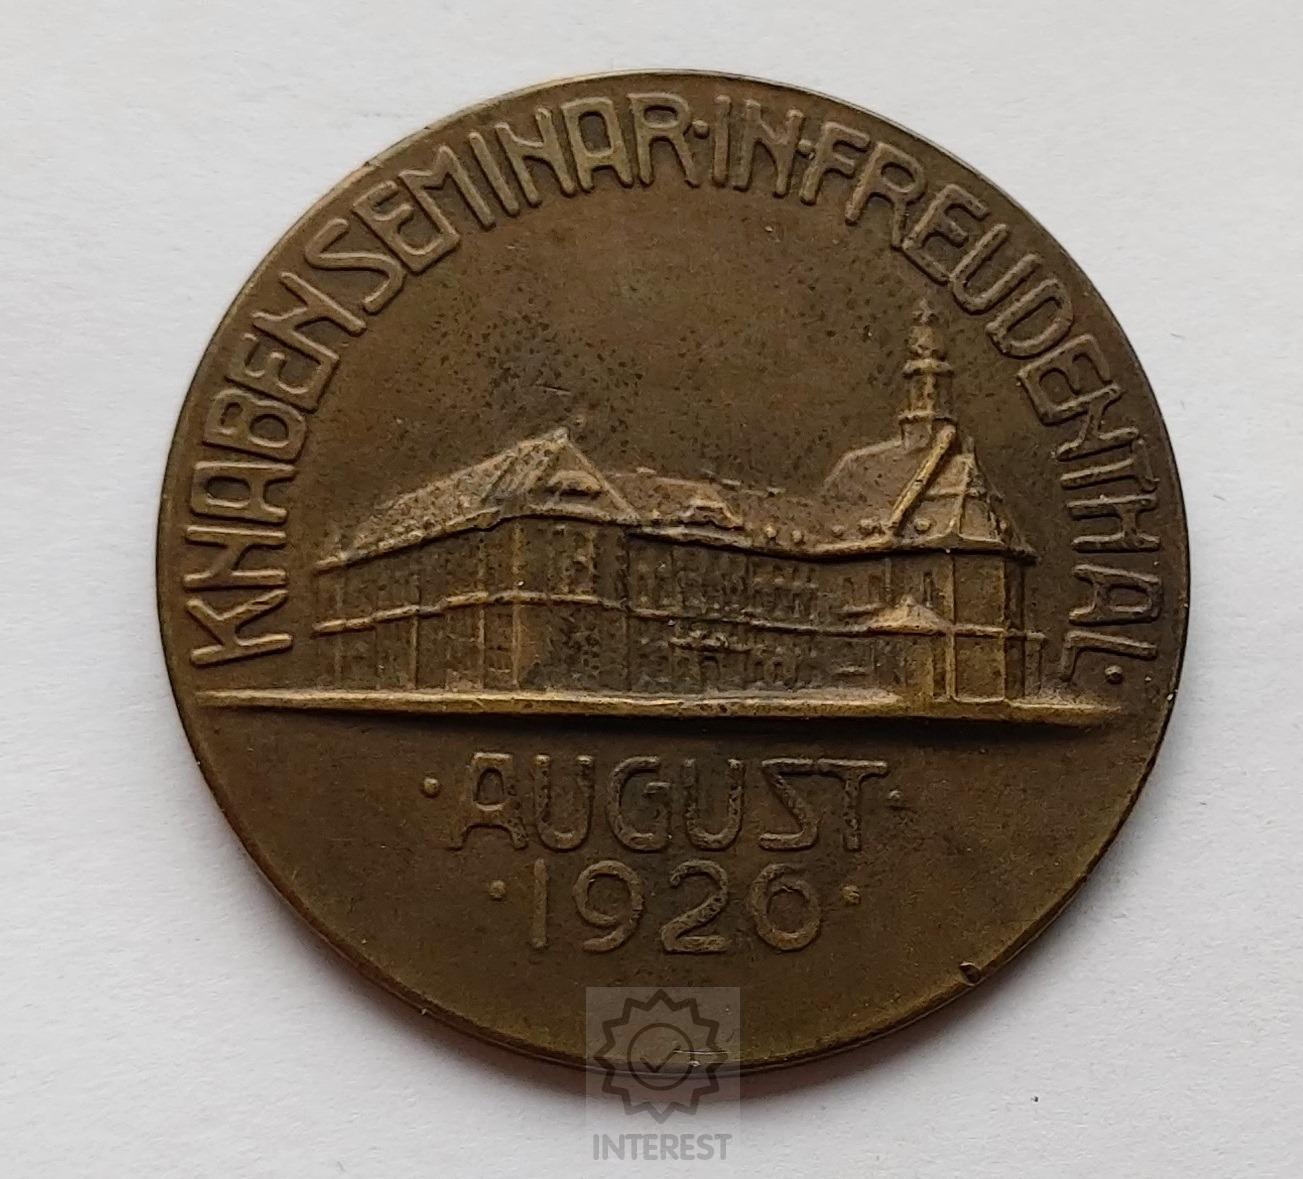 KNABENSEMINAR·IN·FREUDENTHAL·
·AUGUST·
·1926·
INTEREST